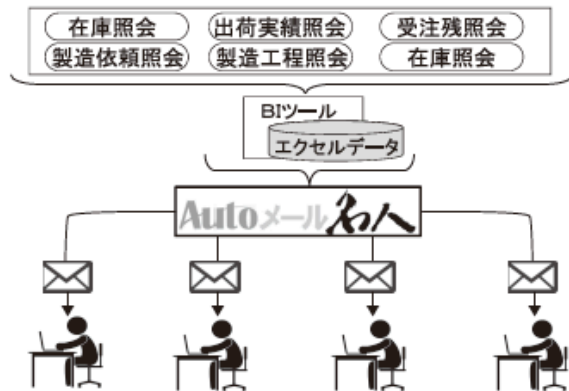 在庫照会 出荷実績照会 受注残照会
製造依頼照会 製造工程照会 在庫照会
BIツール
エクセルデータ
Autoメール名人